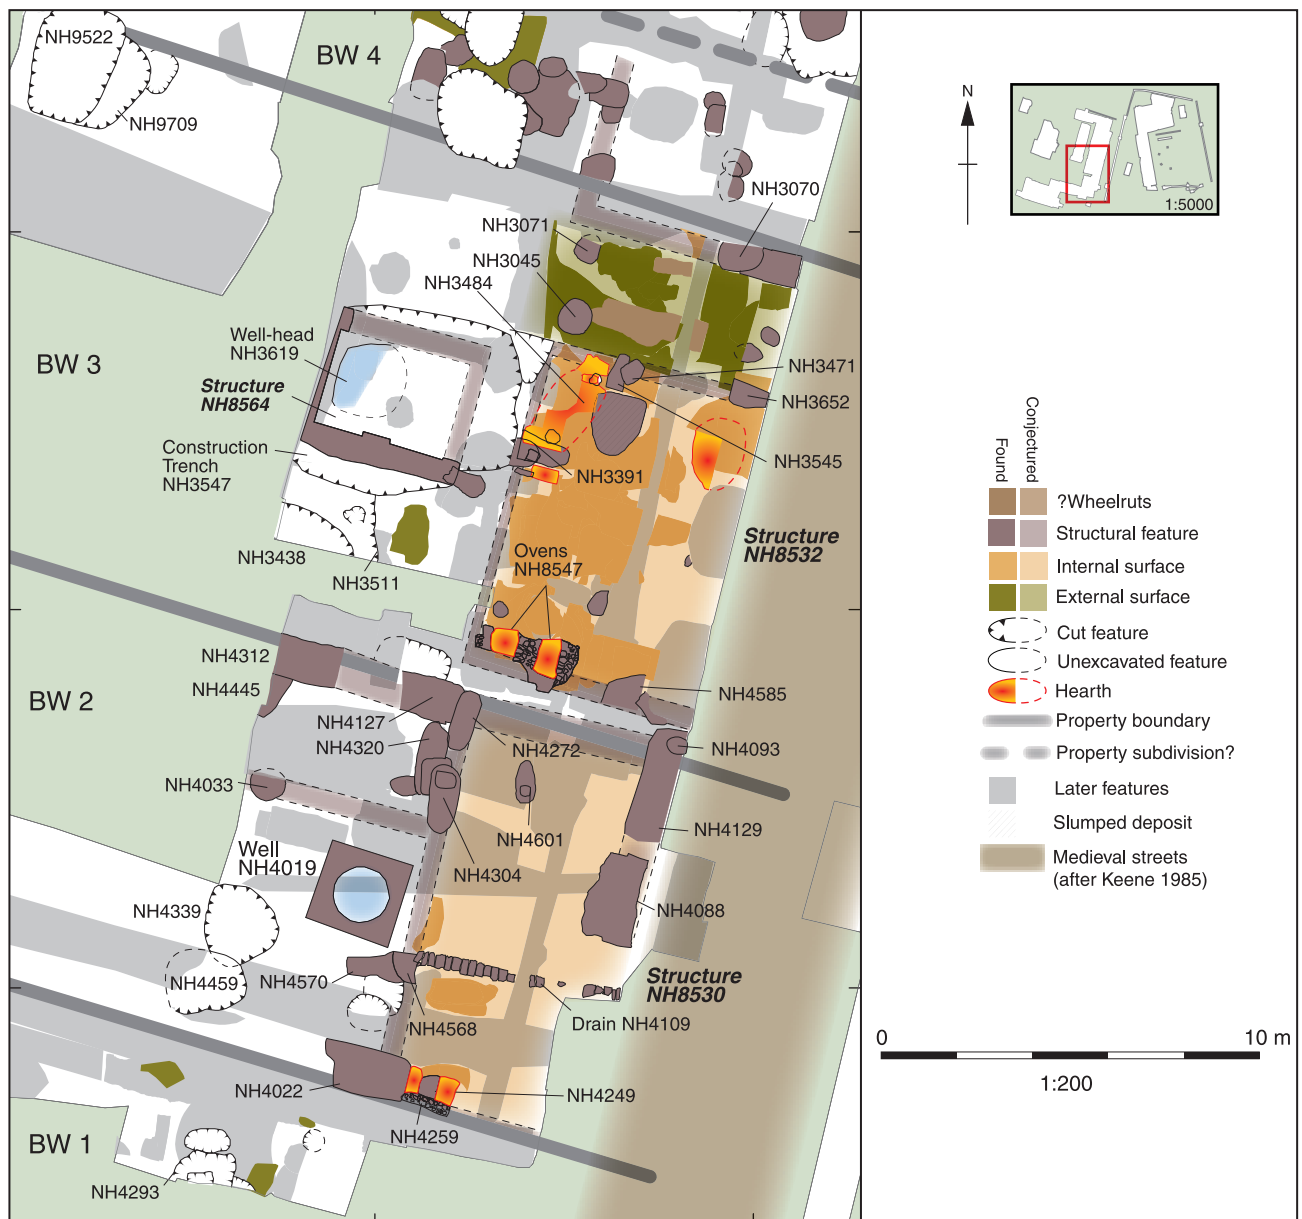 NH9522
BW 4
NH9709
NH3070
NH3071
NH3045
NH3484
Well-head
NH3619
BW 3
Structure
NH8564
NH3471
NH3652
Construction
Trench
NH3547
NH3545
NH3391
Structure
NH8532
NH3438
Ovens
NH8547
NH3511
NH4312
NH4445
NH4585
BW 2
NH4127
NH4320
NH4272
NH4093
NH4033
NH4129
NH4601
Well
NH4019
NH4304
NH4339
NH4088
NH4459
NH4570
Structure
NH8530
NH4568
Drain NH4109
NH4022
NH4249
NH4259
BW 1
NH4293
N
1:5000
Found
Conjectured
?Wheelruts
Structural feature
Internal surface
External surface
Cut feature
Unexcavated feature
Hearth
Property boundary
Property subdivision?
Later features
Slumped deposit
Medieval streets
(after Keene 1985)
0
10 m
1:200